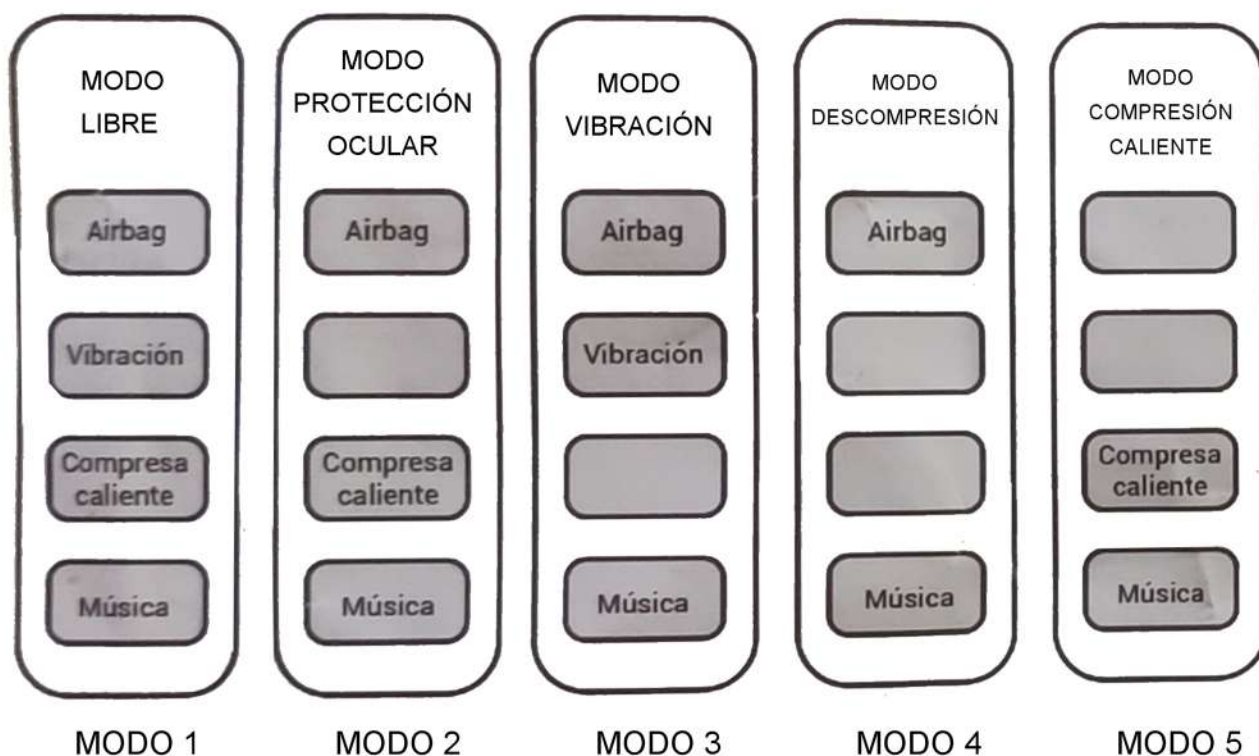 MODO
LIBRE
Airbag
Vibración
Compresa
caliente
Música
MODO 1
MODO
PROTECCIÓN
OCULAR
Airbag
Compresa
caliente
Música
MODO 2
MODO
VIBRACIÓN
Airbag
Vibración
Música
MODO 3
MODO
DESCOMPRESIÓN
Airbag
Música
MODO 4
MODO
COMPRESIÓN
CALIENTE
Compresa
caliente
Música
MODO 5